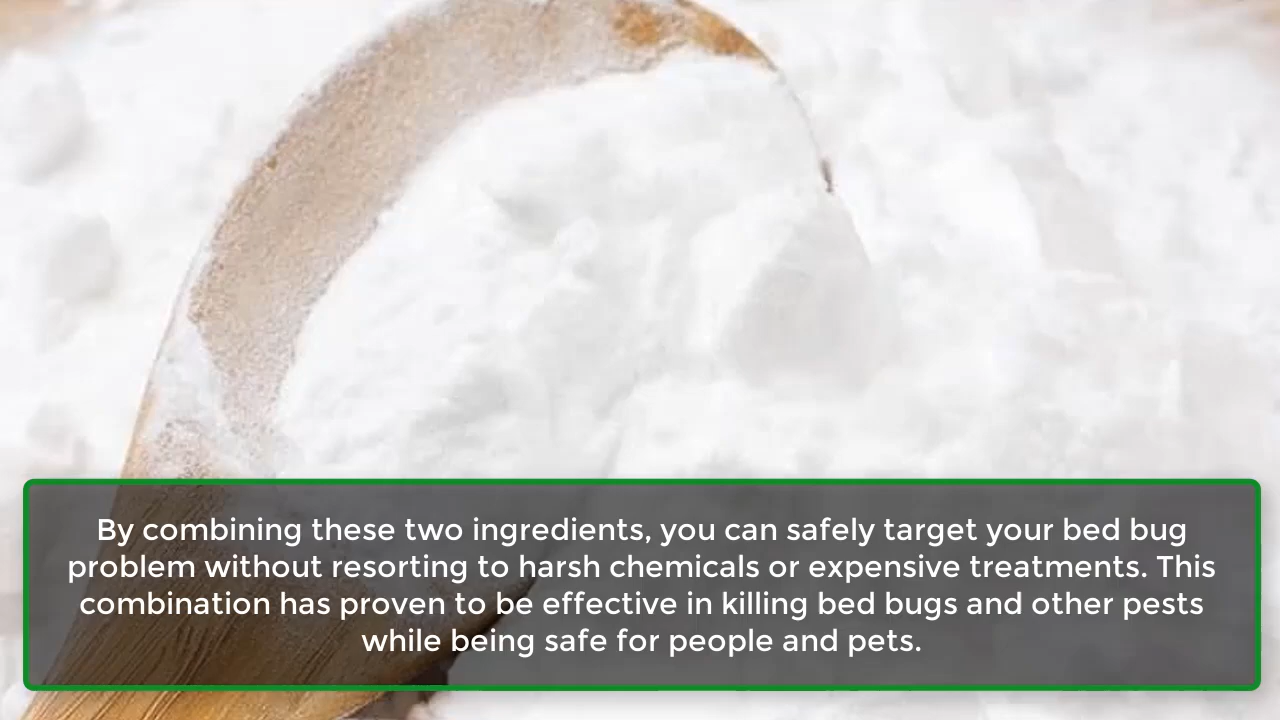 By combining these two ingredients, you can safely target your bed bug
problem without resorting to harsh chemicals or expensive treatments. This
combination has proven to be effective in killing bed bugs and other pests
while being safe for people and pets.